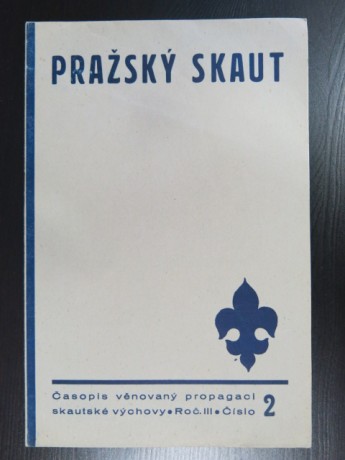 PRAŽSKÝ SKAUT
Časopis věnovaný propagaci
skautské výchovy • Roč. III • Číslo 2